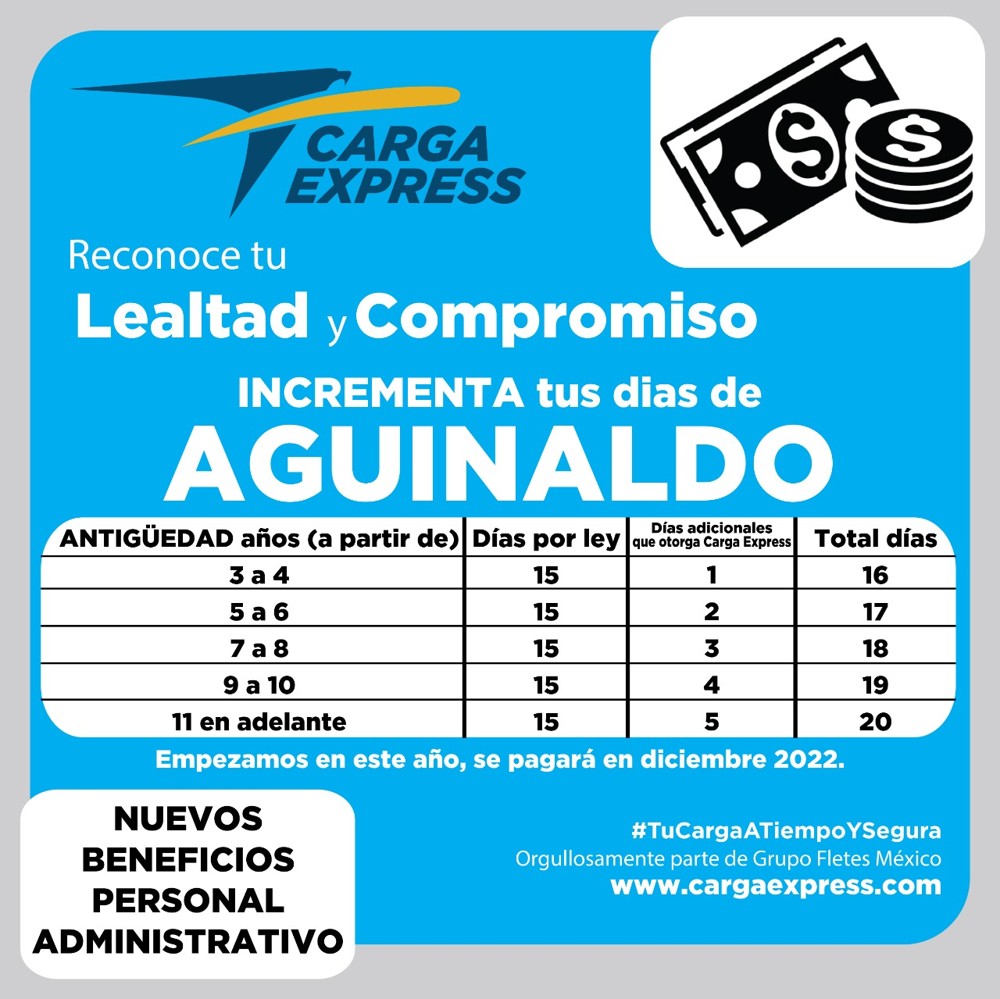 CARGA
EXPRESS
Reconoce tu
Lealtad y Compromiso
INCREMENTA tus dias de
AGUINALDO
ANTIGÜEDAD años (a partir de) Días por ley Días adicionales que otorga Carga Express Total días
3 a 4 15 1 16
5 a 6 15 2 17
7 a 8 15 3 18
9 a 10 15 4 19
11 en adelante 15 5 20
Empezamos en este año, se pagará en diciembre 2022.
NUEVOS
BENEFICIOS
PERSONAL
ADMINISTRATIVO
#TuCargaATiempoYSegura
Orgullosamente parte de Grupo Fletes México
www.cargaexpress.com